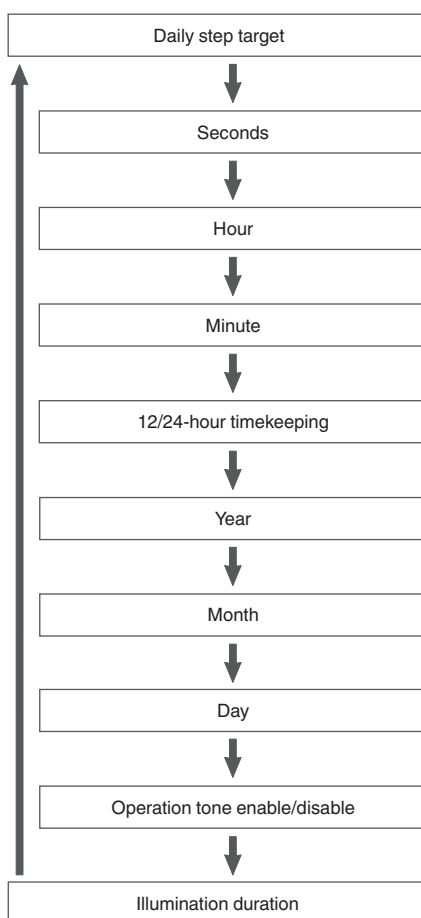 Daily step target
Seconds
Hour
Minute
12/24-hour timekeeping
Year
Month
Day
Operation tone enable/disable
Illumination duration